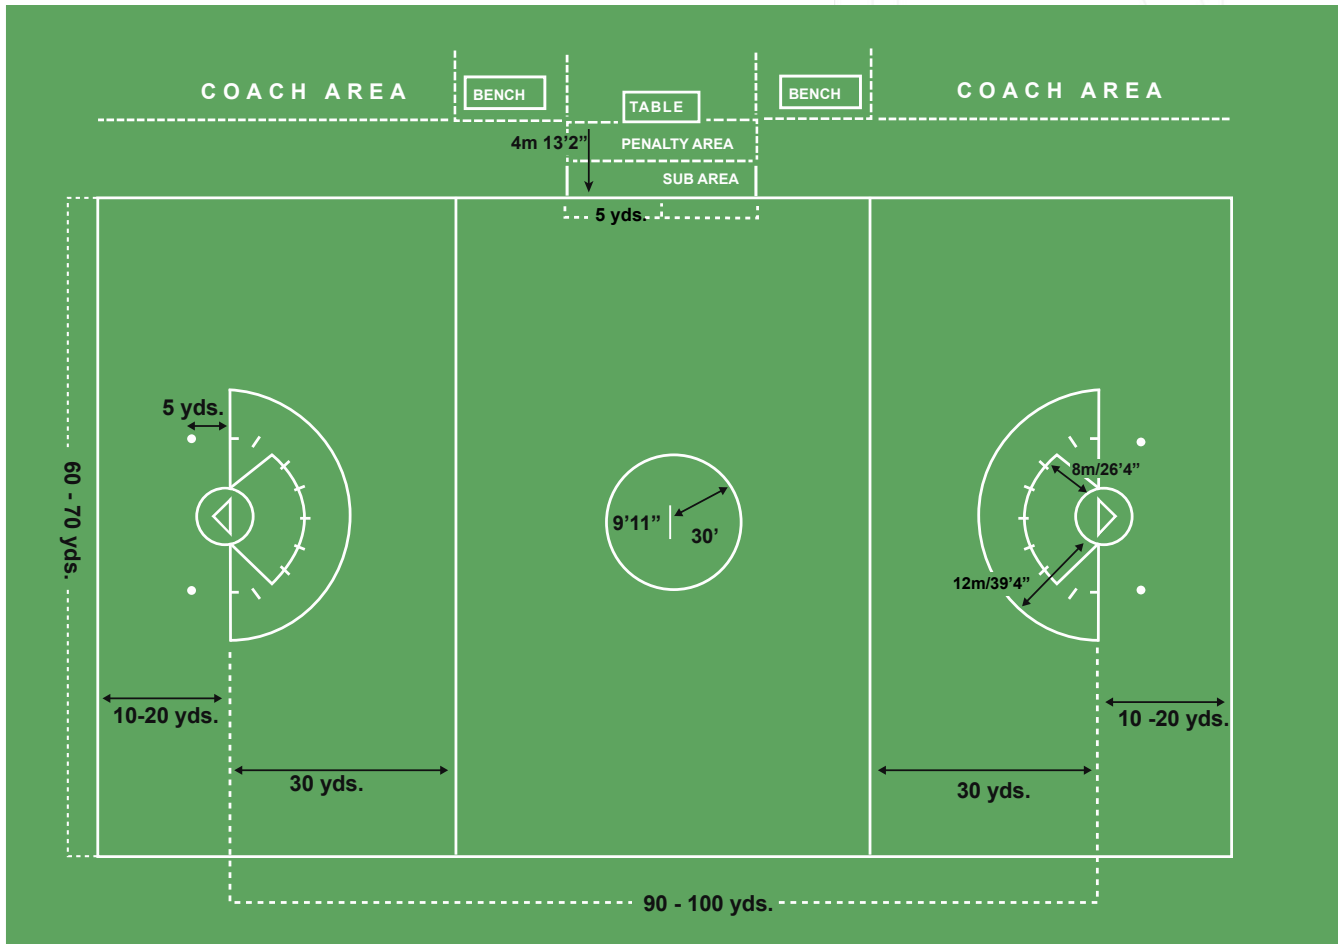 COACH AREA
BENCH
TABLE
BENCH
COACH AREA
4m 13’2”
PENALTY AREA
SUB AREA
5 yds.
5 yds.
60 - 70 yds.
8m/26’4”
9’11”
30’
12m/39’4”
10-20 yds.
10 -20 yds.
30 yds.
30 yds.
90 - 100 yds.